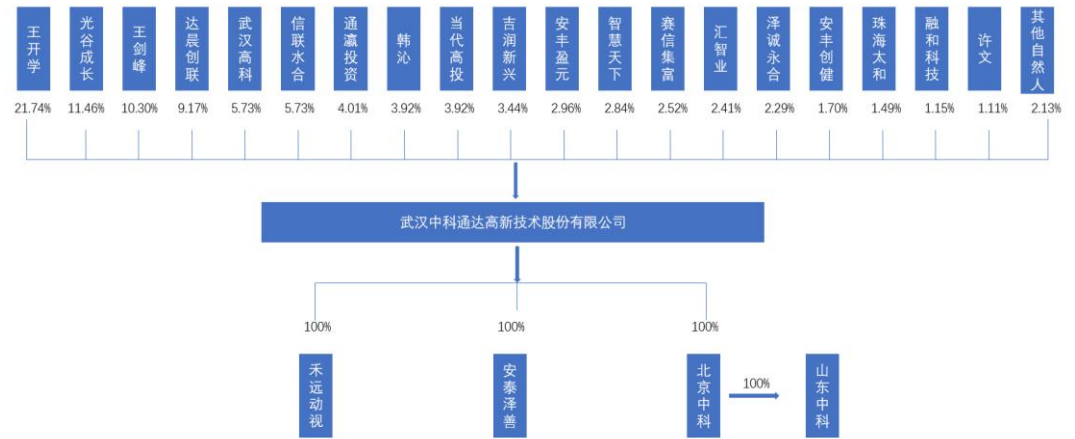 王开学
光谷成长
王剑峰
达晨创联
武汉高科
信联水合
通瀛投资
韩沁
当代高投
吉润新兴
安丰盈元
智慧天下
赛信集富
汇智业
泽诚永合
安丰创健
珠海太和
融和科技
许文
其他自然人
21.74% 11.46% 10.30% 9.17% 5.73% 5.73% 4.01% 3.92% 3.92% 3.44% 2.96% 2.84% 2.52% 2.41% 2.29% 1.70% 1.49% 1.15% 1.11% 2.13%
武汉中科通达高新技术股份有限公司
100% 100% 100%
禾远动视
安泰泽善
北京中科
100%
山东中科